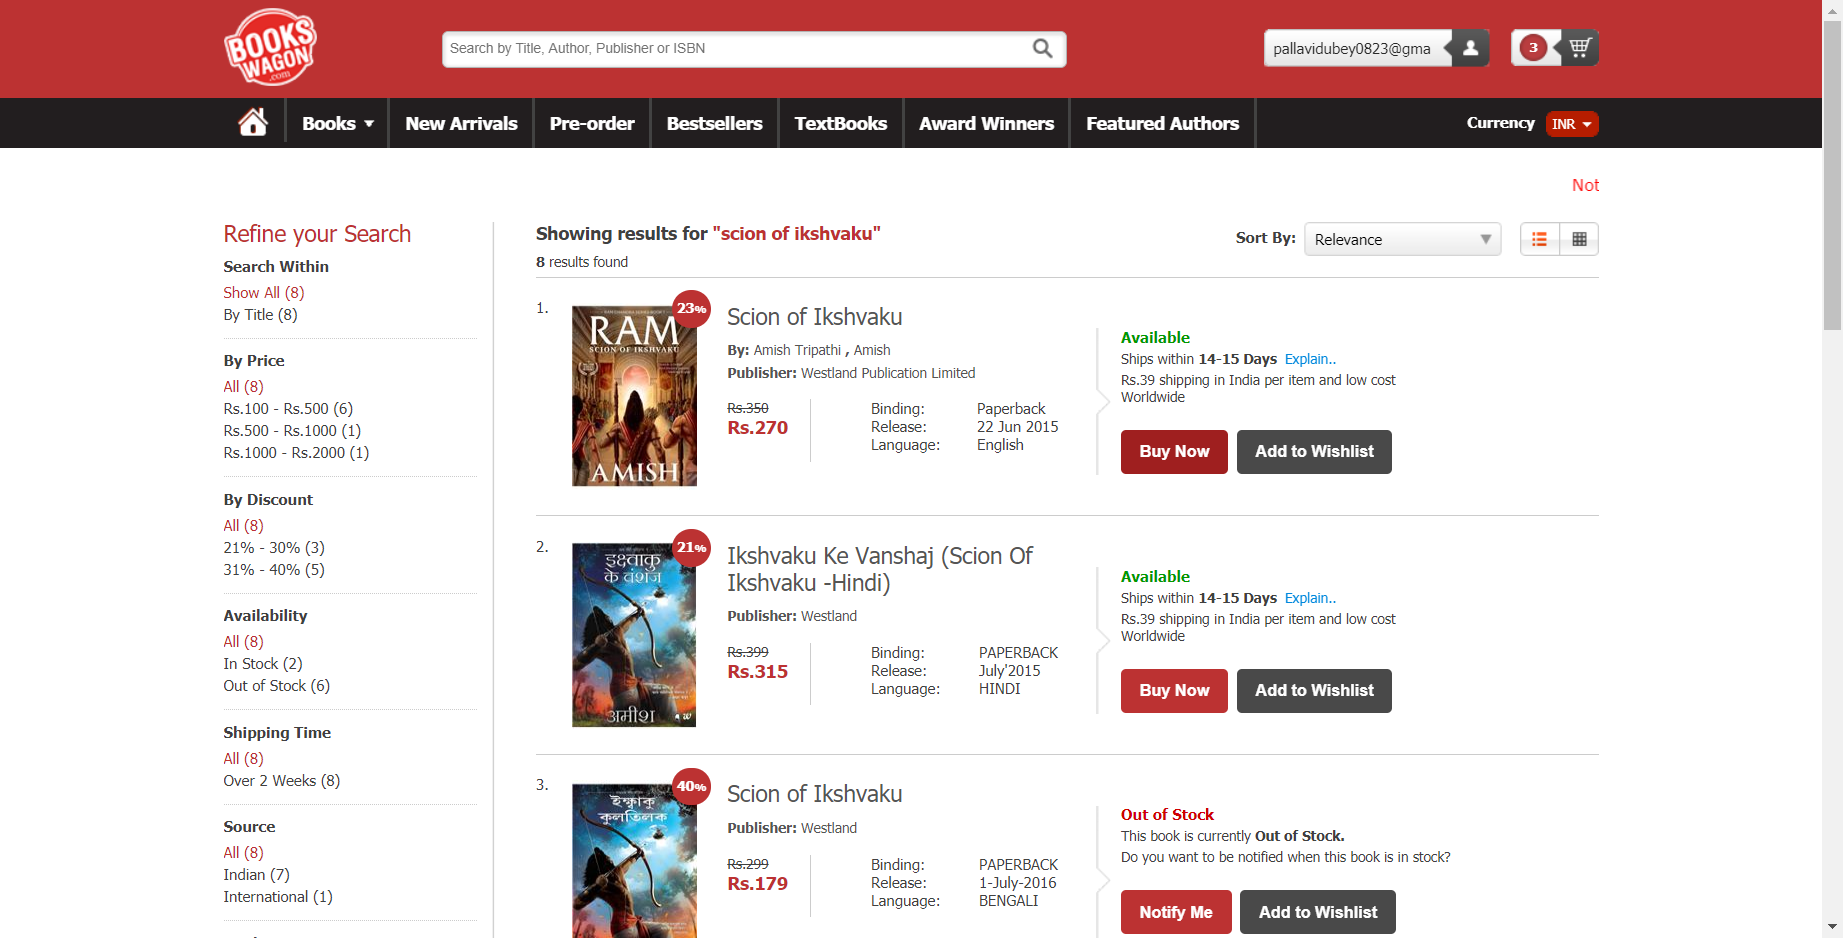 BOOKS
WAGON
.com
Search by Title, Author, Publisher or ISBN
pallavidubey0823@gma
3
Books
New Arrivals
Pre-order
Bestsellers
TextBooks
Award Winners
Featured Authors
Currency
INR
Not
Refine your Search
Search Within
Show All (8)
By Title (8)
By Price
All (8)
Rs.100 - Rs.500 (6)
Rs.500 - Rs.1000 (1)
Rs.1000 - Rs.2000 (1)
By Discount
All (8)
21% - 30% (3)
31% - 40% (5)
Availability
All (8)
In Stock (2)
Out of Stock (6)
Shipping Time
All (8)
Over 2 Weeks (8)
Source
All (8)
Indian (7)
International (1)
Showing results for "scion of ikshvaku"
8 results found
Sort By:
Relevance
1.
23%
RAM
SCION OF IKSHVAKU
AMISH
Scion of Ikshvaku
By: Amish Tripathi , Amish
Publisher: Westland Publication Limited
Rs.350
Rs.270
Binding: Paperback
Release: 22 Jun 2015
Language: English
Available
Ships within 14-15 Days Explain..
Rs.39 shipping in India per item and low cost
Worldwide
Buy Now
Add to Wishlist
2.
21%
इक्ष्वाकु
के वंशज
अमीश
Ikshvaku Ke Vanshaj (Scion Of
Ikshvaku -Hindi)
Publisher: Westland
Rs.399
Rs.315
Binding: PAPERBACK
Release: July'2015
Language: HINDI
Available
Ships within 14-15 Days Explain..
Rs.39 shipping in India per item and low cost
Worldwide
Buy Now
Add to Wishlist
3.
40%
Scion of Ikshvaku
Publisher: Westland
Rs.299
Rs.179
Binding: PAPERBACK
Release: 1-July-2016
Language: BENGALI
Out of Stock
This book is currently Out of Stock.
Do you want to be notified when this book is in stock?
Notify Me
Add to Wishlist